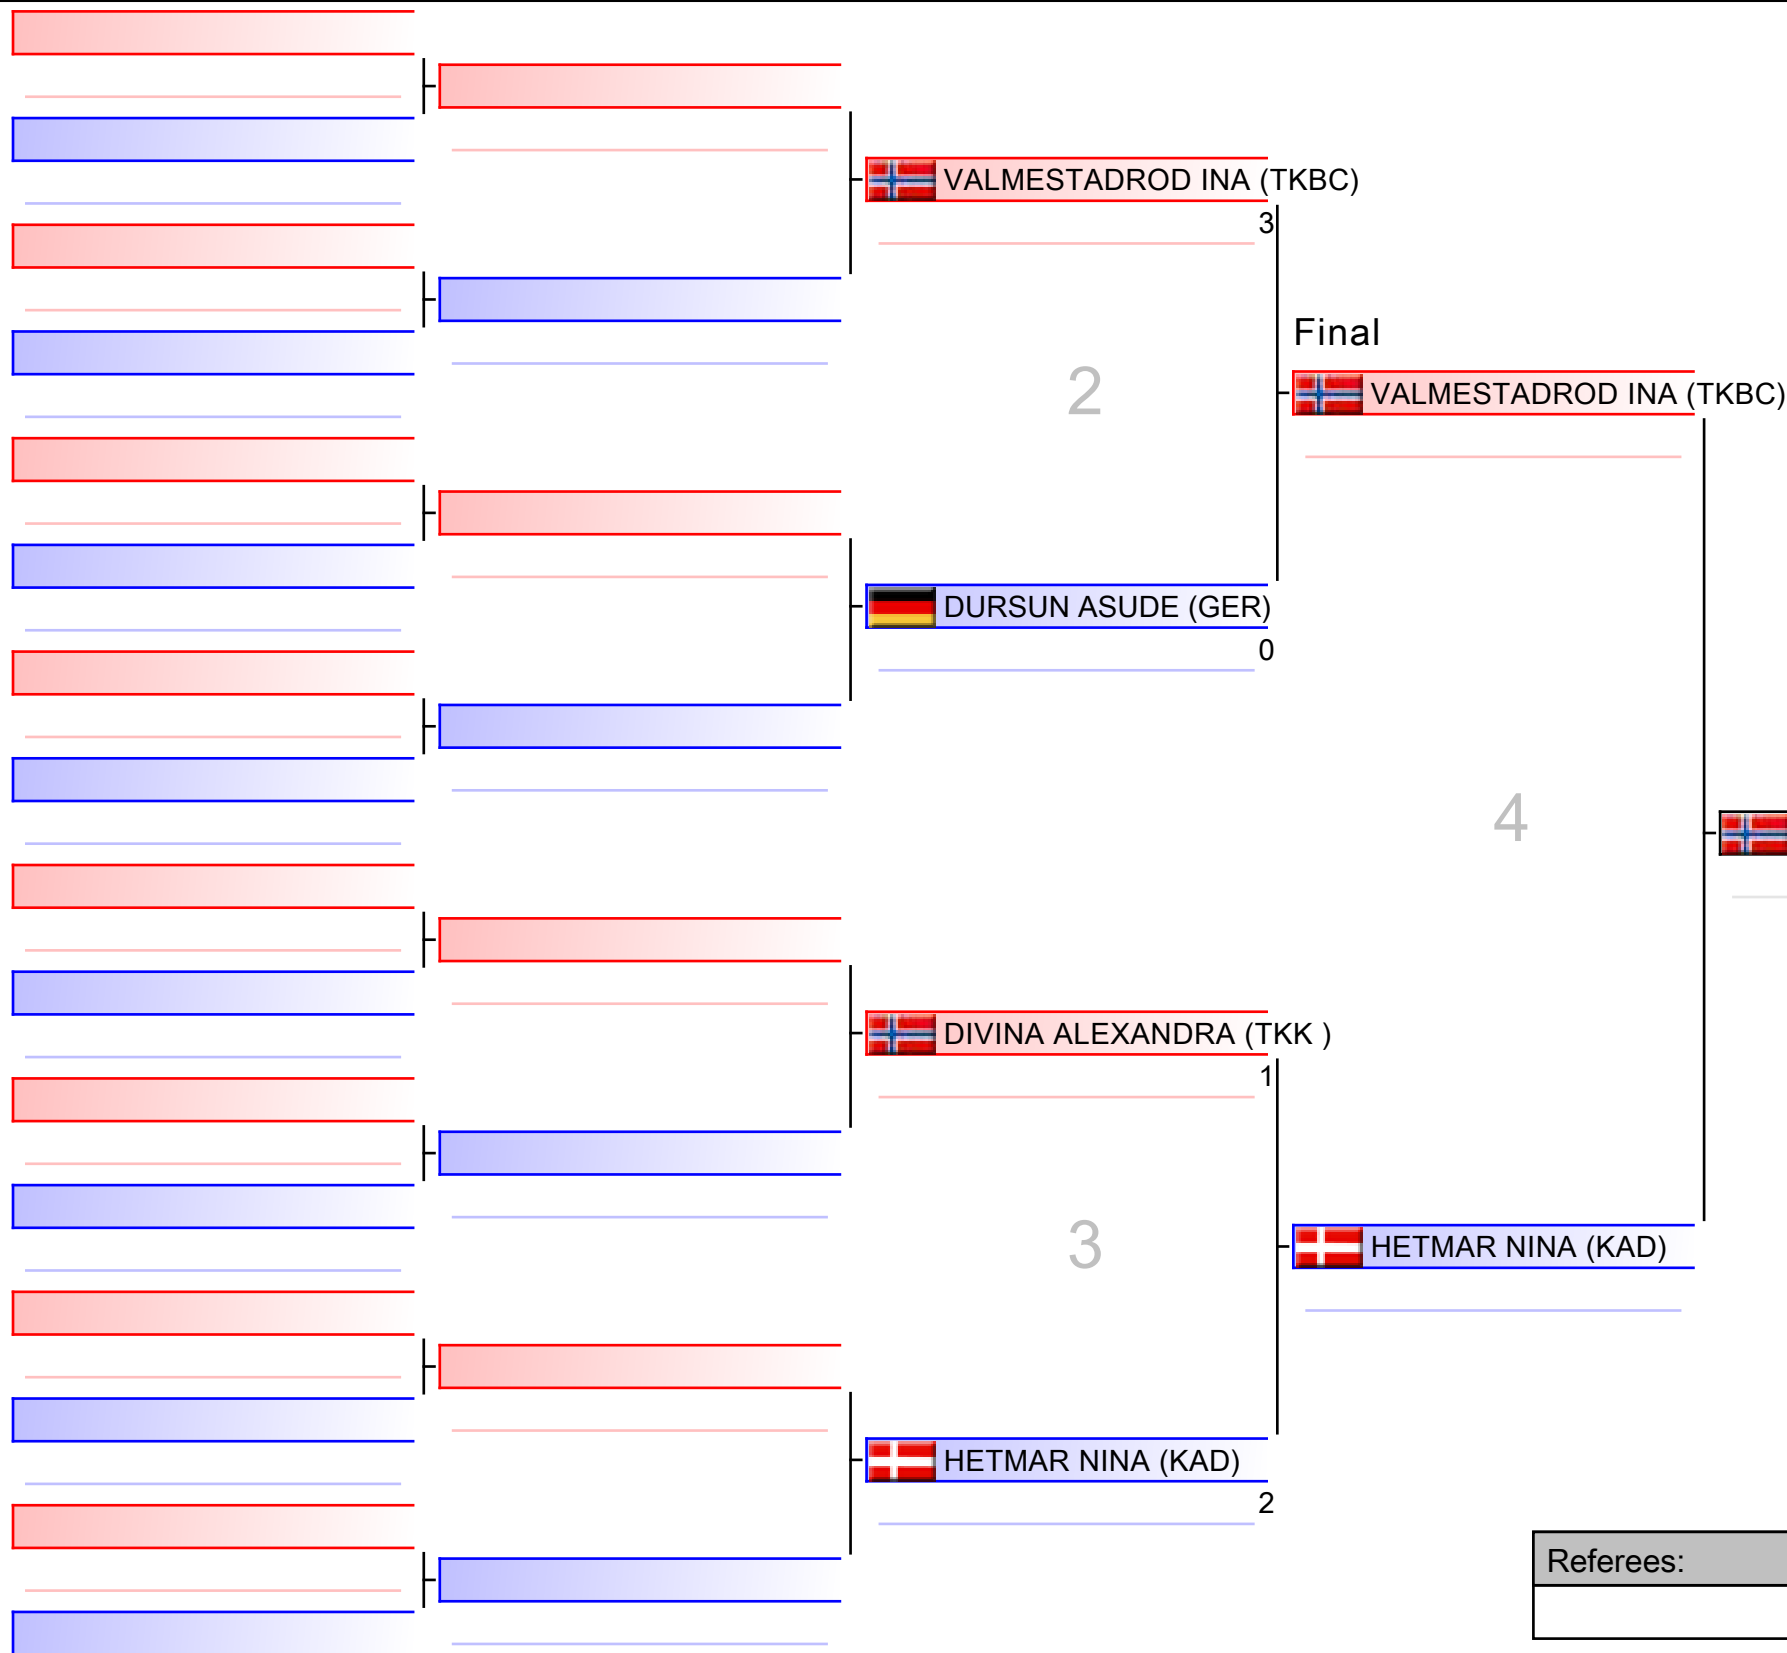 VALMESTADROD INA (TKBC)
3
Final
2
VALMESTADROD INA (TKBC)
DURSUN ASUDE (GER)
0
4
DIVINA ALEXANDRA (TKK )
1
3
HETMAR NINA (KAD)
HETMAR NINA (KAD)
2
Referees: